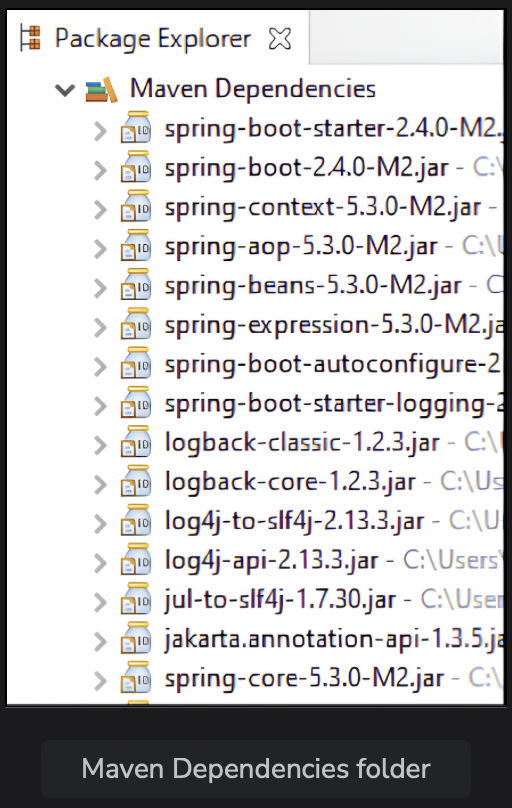 Package Explorer
Maven Dependencies
spring-boot-starter-2.4.0-M2.
spring-boot-2.4.0-M2.jar - C:\
spring-context-5.3.0-M2.jar -
spring-aop-5.3.0-M2.jar - C:\
spring-beans-5.3.0-M2.jar - C
spring-expression-5.3.0-M2.ja
spring-boot-autoconfigure-2
spring-boot-starter-logging-2
logback-classic-1.2.3.jar - C:\
logback-core-1.2.3.jar - C:\Us
log4j-to-slf4j-2.13.3.jar - C:\U
log4j-api-2.13.3.jar - C:\Users\
jul-to-slf4j-1.7.30.jar - C:\User
jakarta.annotation-api-1.3.5.ja
spring-core-5.3.0-M2.jar - C:\
Maven Dependencies folder